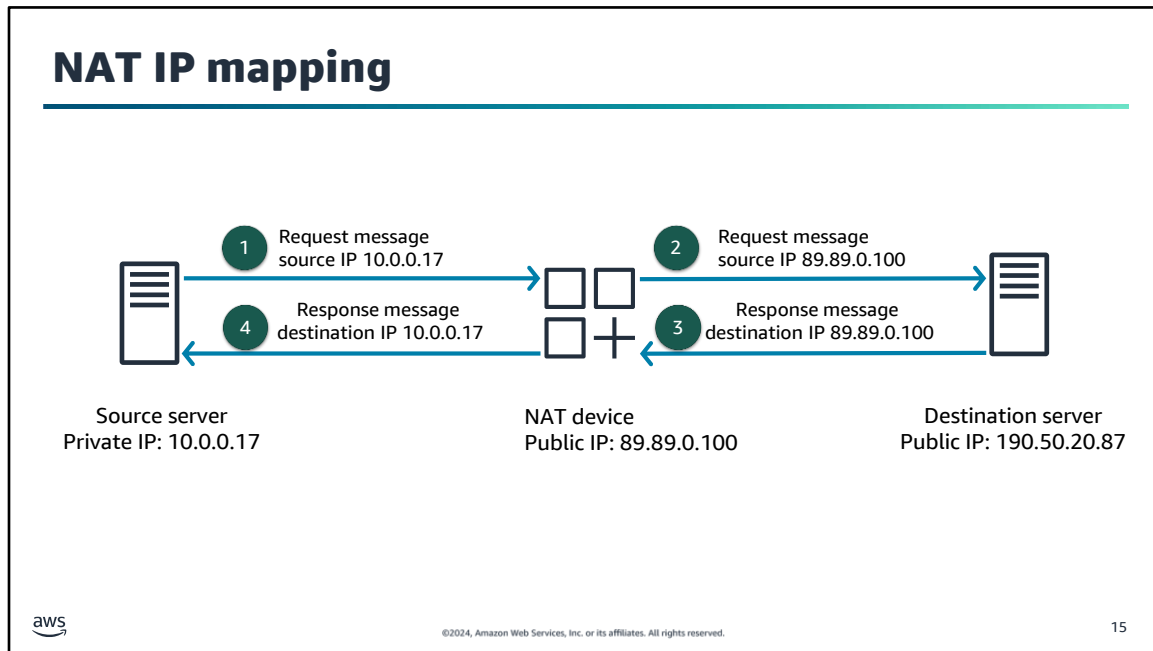 NAT IP mapping
1
Request message
source IP 10.0.0.17
2
Request message
source IP 89.89.0.100
4
Response message
destination IP 10.0.0.17
3
Response message
destination IP 89.89.0.100
Source server
Private IP: 10.0.0.17
NAT device
Public IP: 89.89.0.100
Destination server
Public IP: 190.50.20.87
aws
©2024, Amazon Web Services, Inc. or its affiliates. All rights reserved.
15